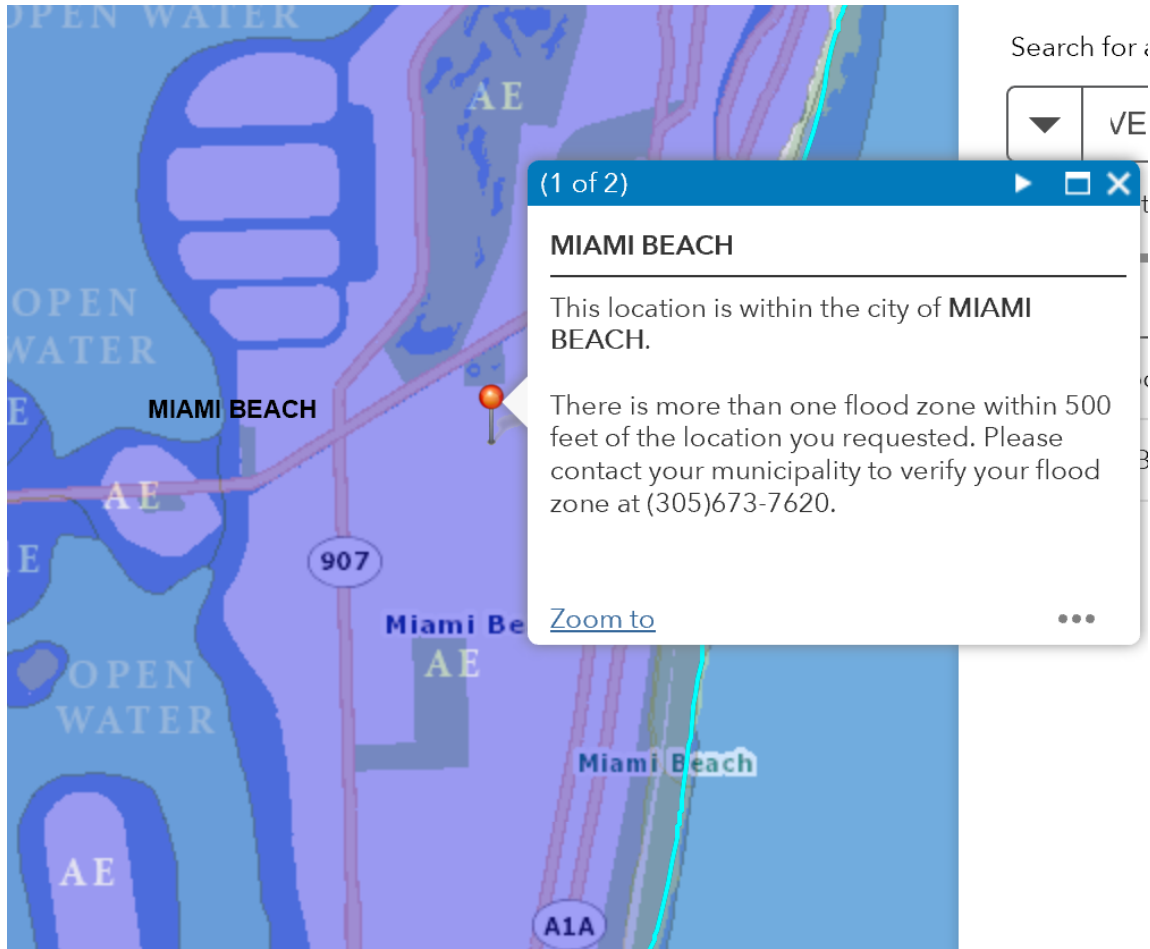 OPEN WATER
Search for
AE
VE
(1 of 2)
MIAMI BEACH
This location is within the city of MIAMI
BEACH.
OPEN
WATER
There is more than one flood zone within 500
feet of the location you requested. Please
contact your municipality to verify your flood
zone at (305)673-7620.
MIAMI BEACH
E
AE
E
907
Zoom to
Miami Be
AE
OPEN
WATER
Miami Beach
AE
A1A